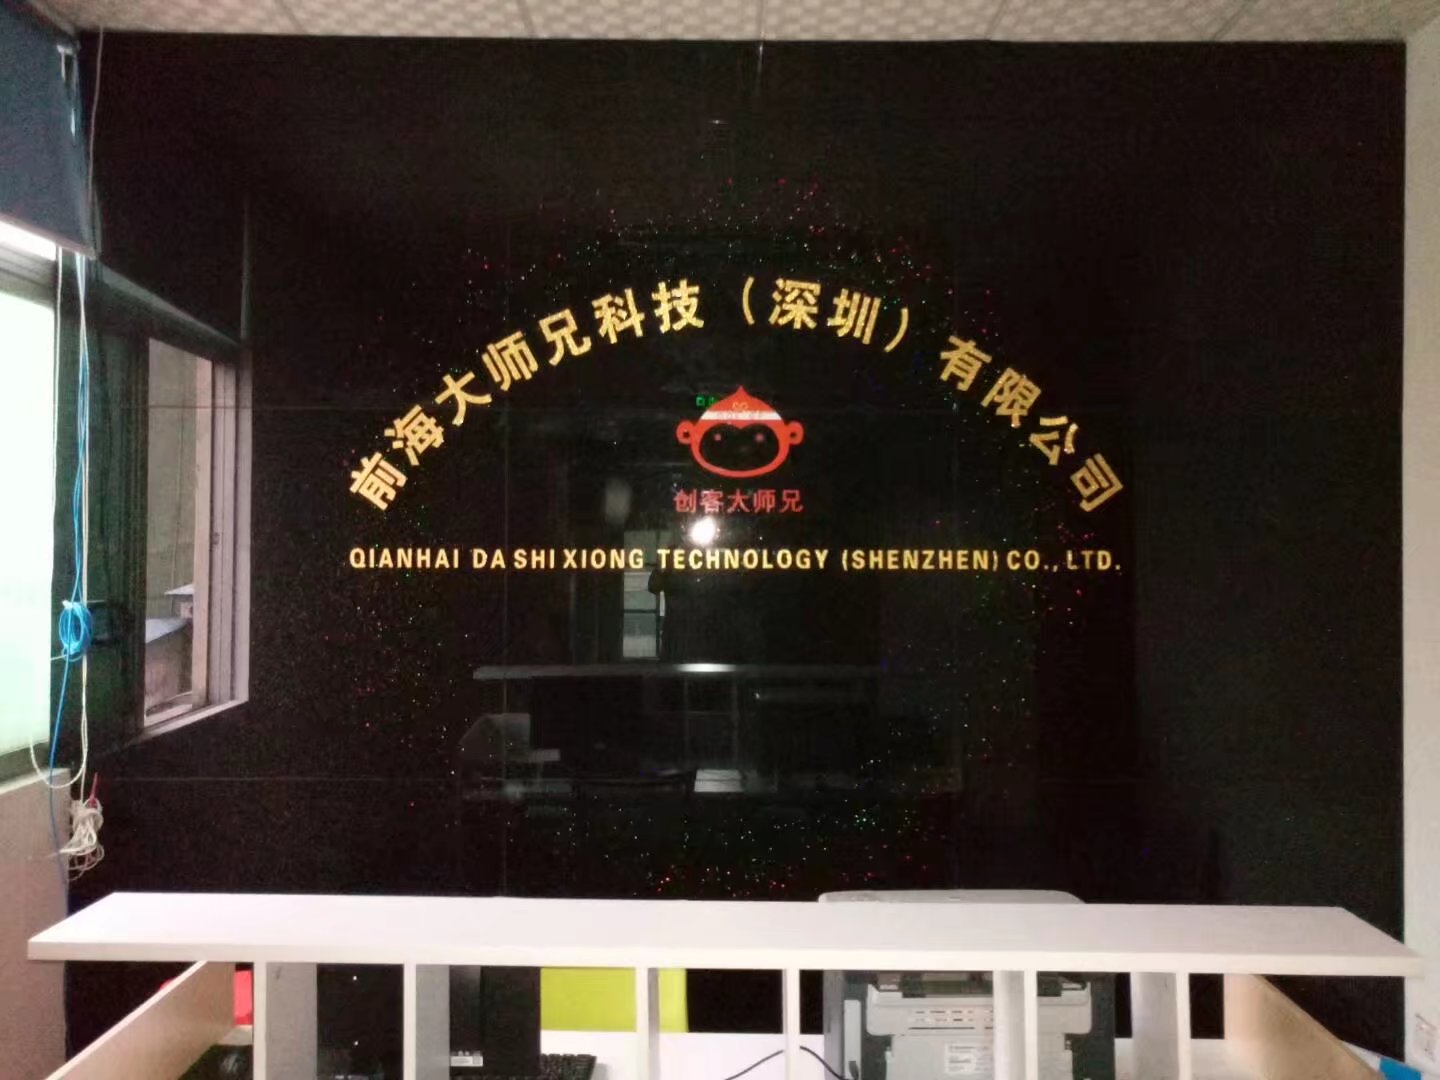 前海大师兄科技（深圳）有限公司
创客大师兄
QIANHAI DA SHI XIONG TECHNOLOGY (SHENZHEN) CO., LTD.